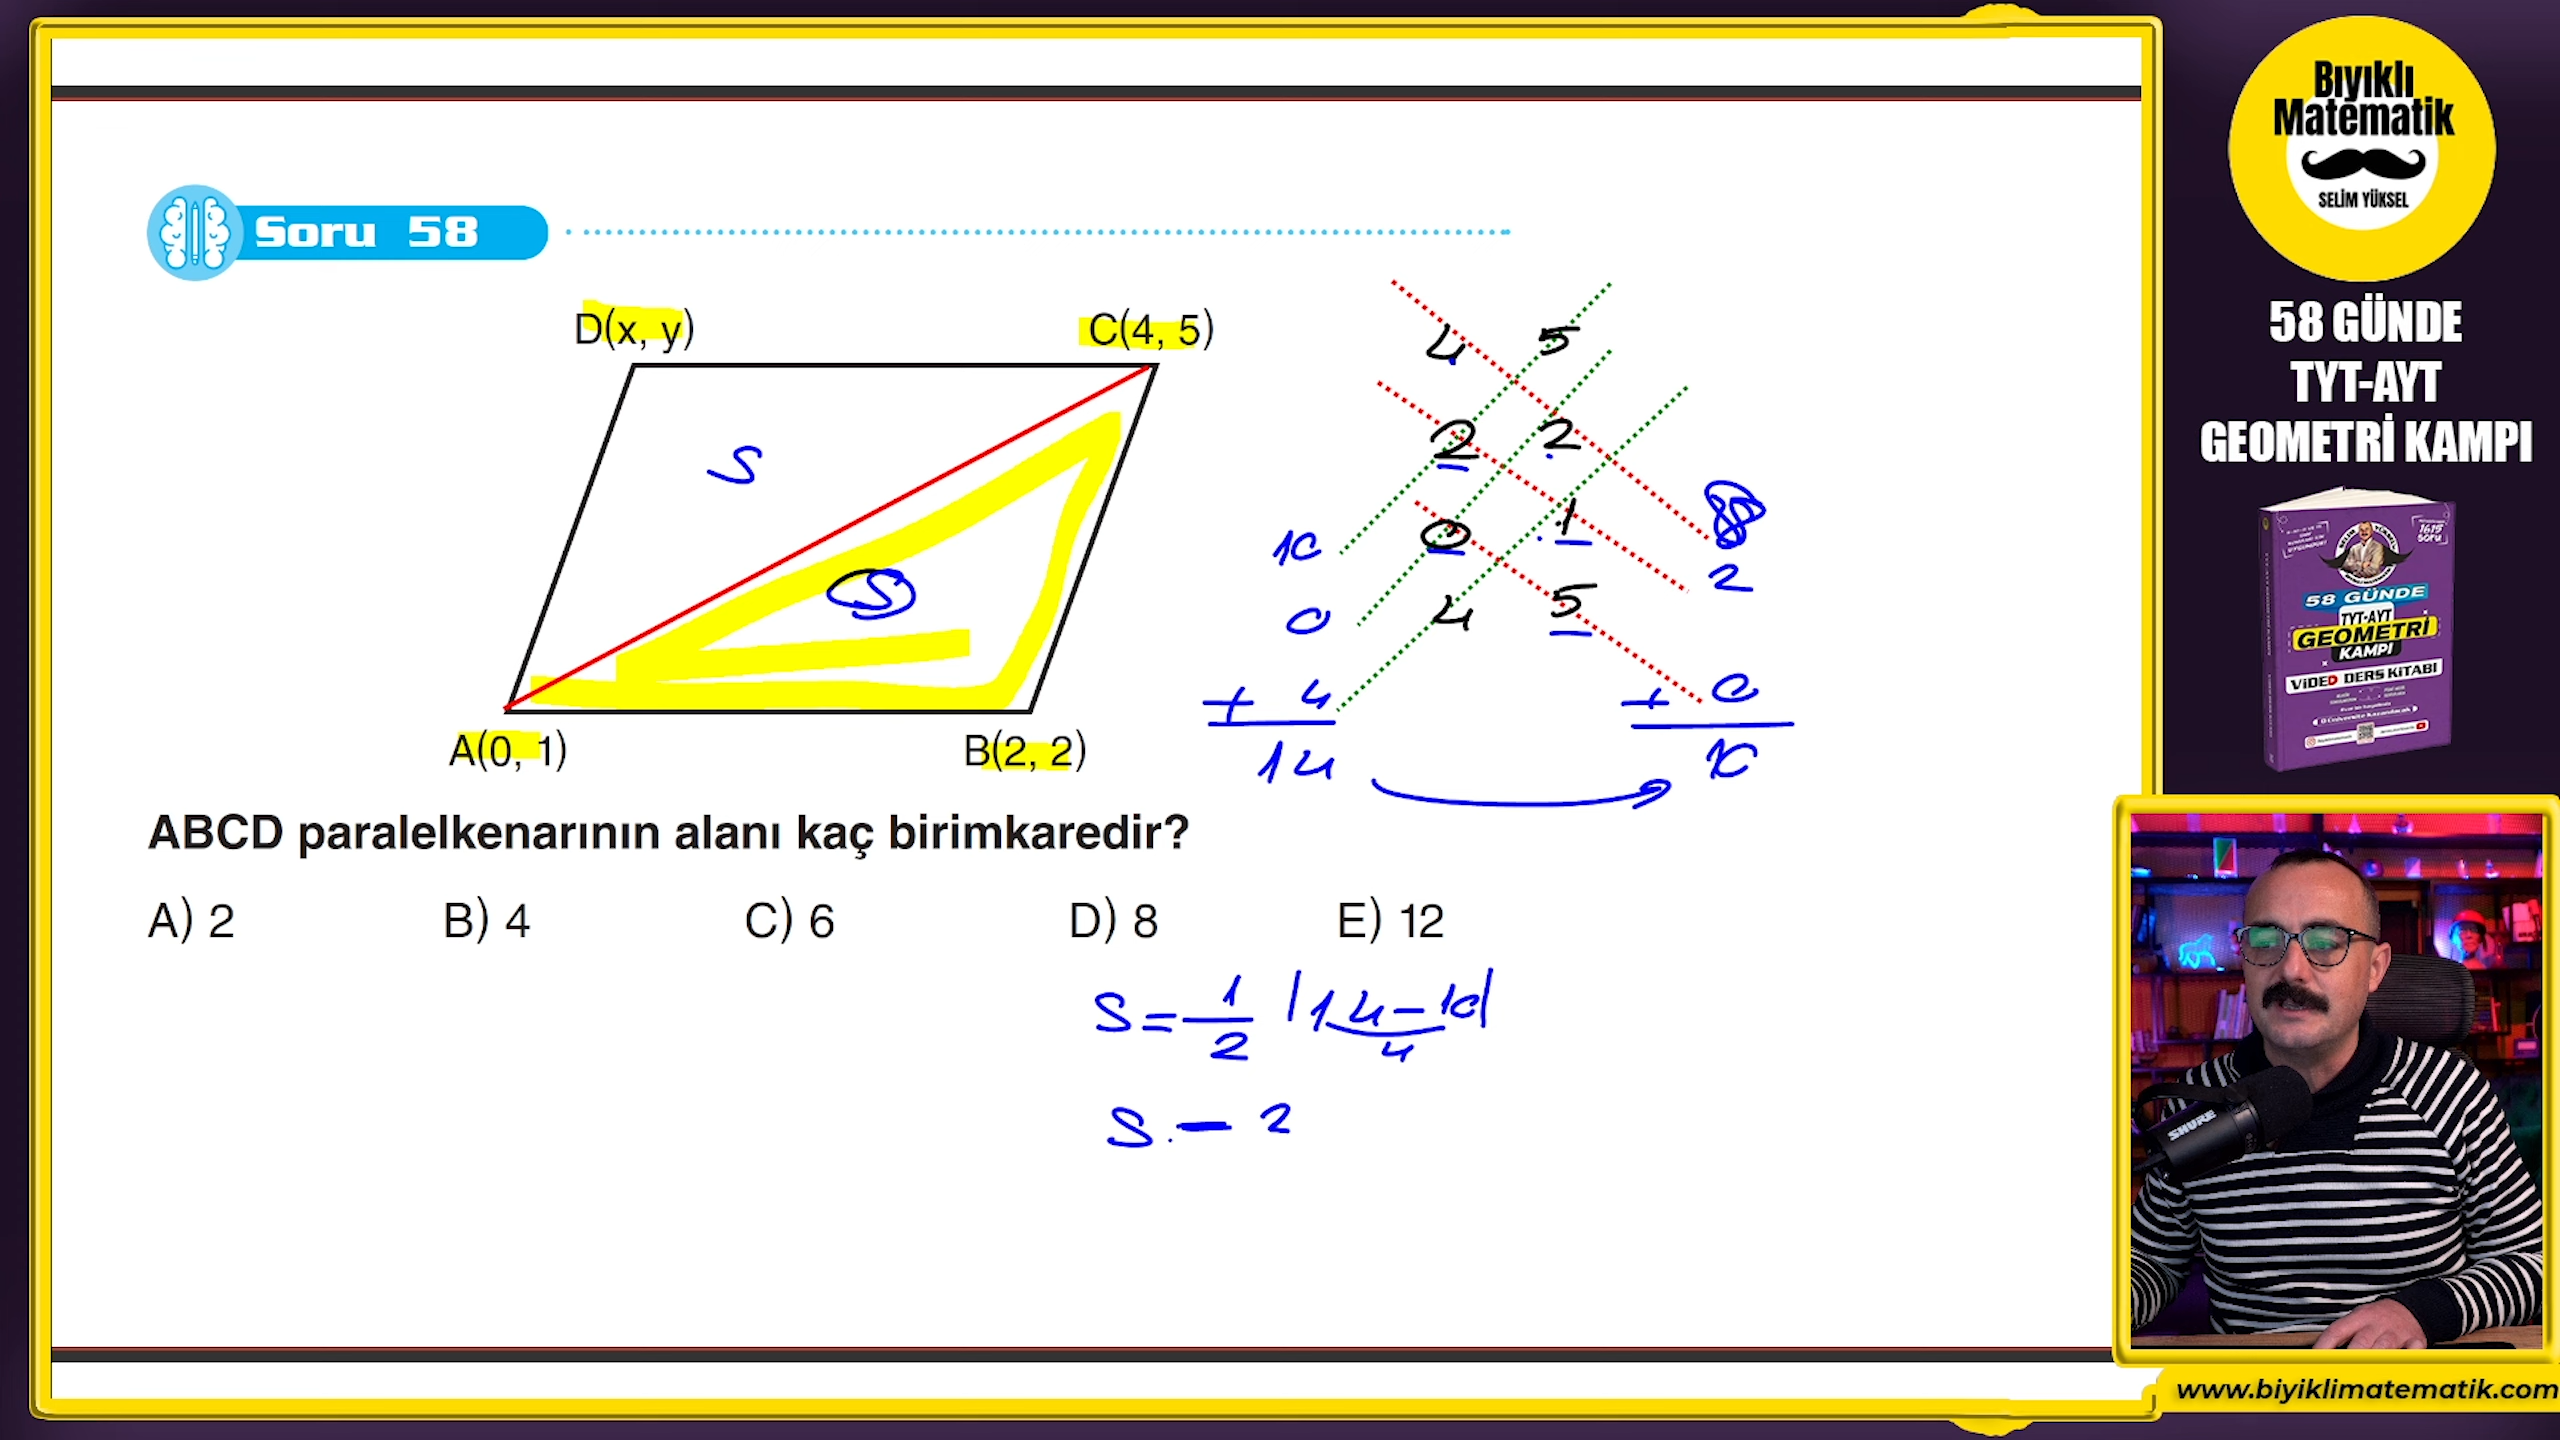 Soru 58
D(x, y)
C(4, 5)
S
S
A(0, 1)
B(2, 2)
4 5
2 2
0 1
4 5
10
0
+ 4
14
8
2
+ 0
10
ABCD paralelkenarının alanı kaç birimkaredir?
A) 2 B) 4 C) 6 D) 8 E) 12
S = 1/2 |14 - 10|
4
S = 2
Bıyıklı
Matematik
SELİM YÜKSEL
58 GÜNDE
TYT-AYT
GEOMETRİ KAMPI
58 GÜNDE
TYT-AYT
GEOMETRİ
KAMPI
VİDEO DERS KİTABI
SHURE
www.biyiklimatematik.com